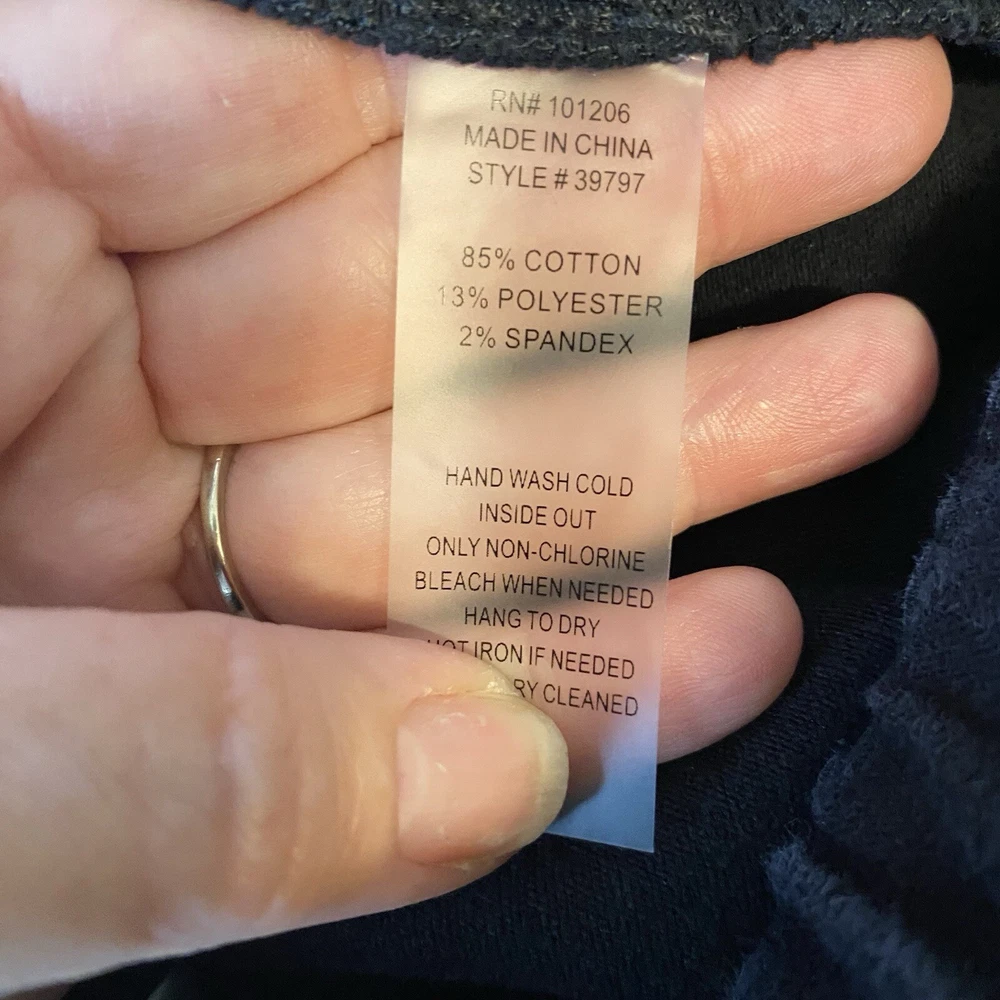 RN# 101206
MADE IN CHINA
STYLE # 39797
85% COTTON
13% POLYESTER
2% SPANDEX
HAND WASH COLD
INSIDE OUT
ONLY NON-CHLORINE
BLEACH WHEN NEEDED
HANG TO DRY
IRON IF NEEDED
CLEANED